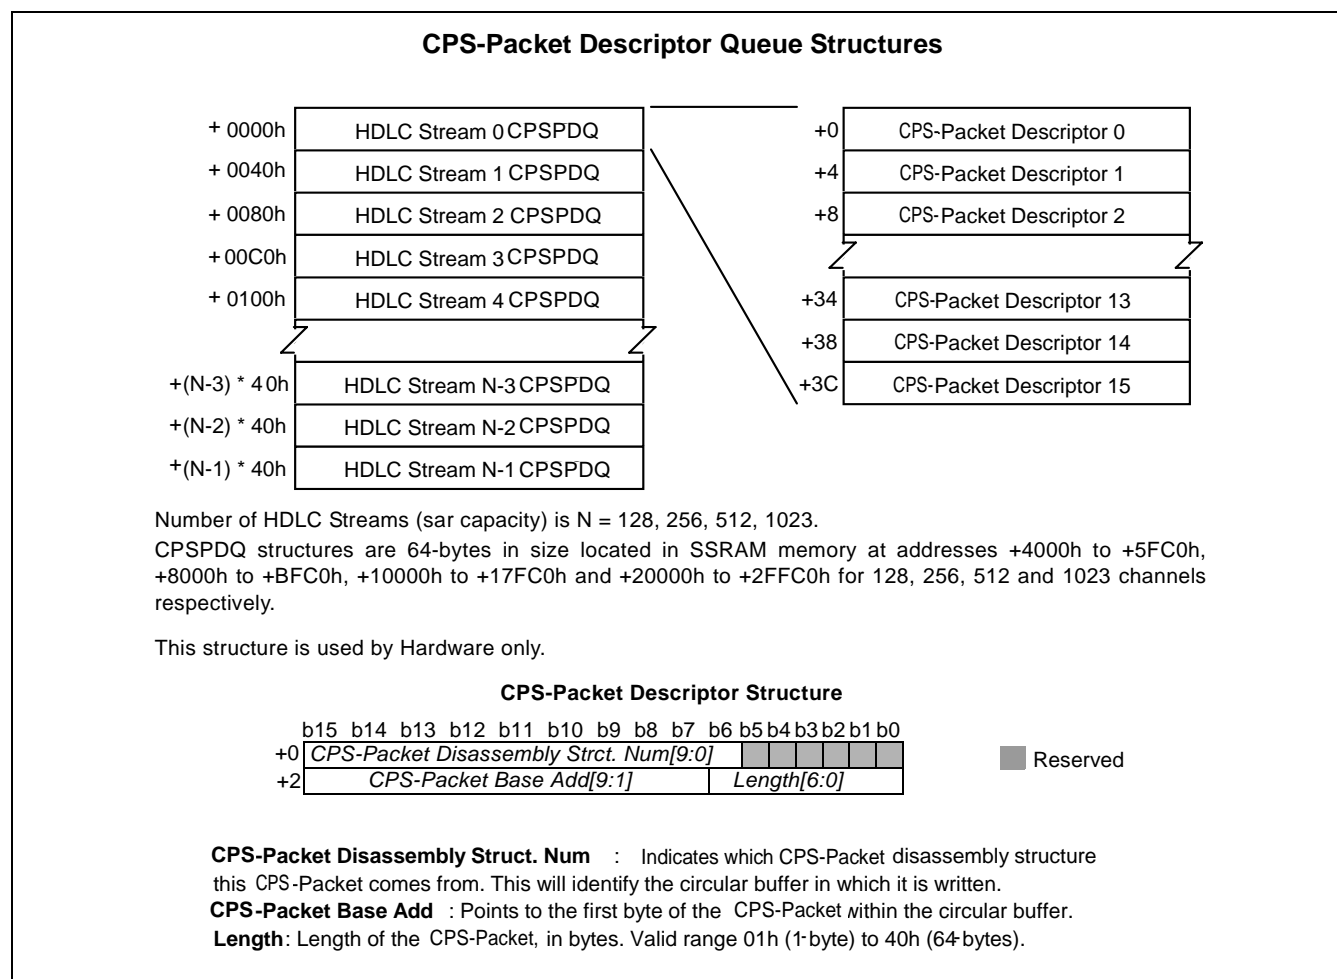 CPS-Packet Descriptor Queue Structures
+ 0000h HDLC Stream 0 CPSPDQ
+ 0040h HDLC Stream 1 CPSPDQ
+ 0080h HDLC Stream 2 CPSPDQ
+ 00C0h HDLC Stream 3 CPSPDQ
+ 0100h HDLC Stream 4 CPSPDQ
+(N-3) * 40h HDLC Stream N-3 CPSPDQ
+(N-2) * 40h HDLC Stream N-2 CPSPDQ
+(N-1) * 40h HDLC Stream N-1 CPSPDQ
+0 CPS-Packet Descriptor 0
+4 CPS-Packet Descriptor 1
+8 CPS-Packet Descriptor 2
+34 CPS-Packet Descriptor 13
+38 CPS-Packet Descriptor 14
+3C CPS-Packet Descriptor 15
Number of HDLC Streams (sar capacity) is N = 128, 256, 512, 1023.
CPSPDQ structures are 64-bytes in size located in SSRAM memory at addresses +4000h to +5FC0h,
+8000h to +BFC0h, +10000h to +17FC0h and +20000h to +2FFC0h for 128, 256, 512 and 1023 channels
respectively.
This structure is used by Hardware only.
CPS-Packet Descriptor Structure
b15 b14 b13 b12 b11 b10 b9 b8 b7 b6 b5 b4 b3 b2 b1 b0
+0 CPS-Packet Disassembly Strct. Num[9:0]
+2 CPS-Packet Base Add[9:1] Length[6:0]
Reserved
CPS-Packet Disassembly Struct. Num : Indicates which CPS-Packet disassembly structure
this CPS-Packet comes from. This will identify the circular buffer in which it is written.
CPS-Packet Base Add : Points to the first byte of the CPS-Packet within the circular buffer.
Length: Length of the CPS-Packet, in bytes. Valid range 01h (1-byte) to 40h (64-bytes).